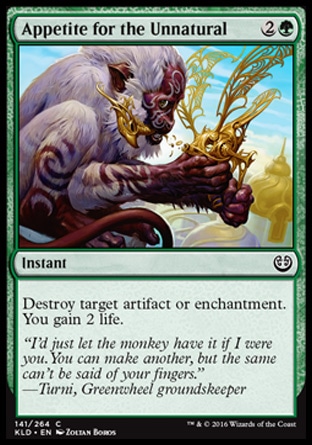 Appetite for the Unnatural 2
Instant
Destroy target artifact or enchantment.
You gain 2 life.
“I’d just let the monkey have it if I were
you. You can make another, but the same
can’t be said of your fingers.”
—Turni, Greenwheel groundskeeper
141/264 C
KLD • EN Zoltan Boros
™ & © 2016 Wizards of the Coast